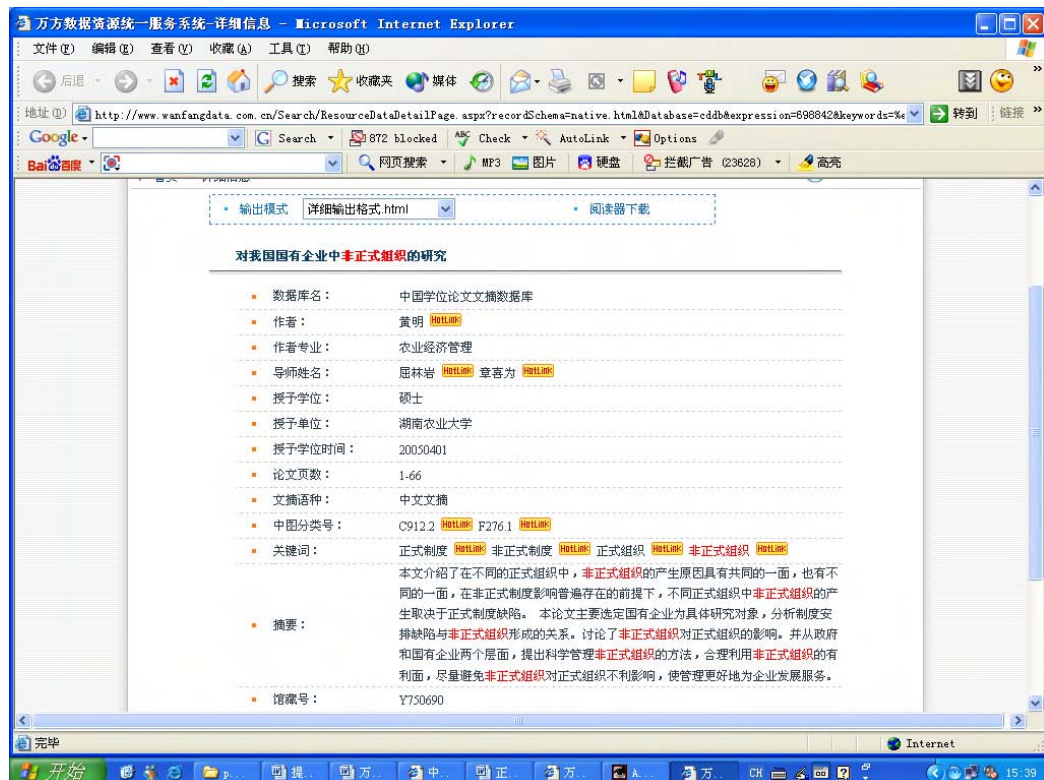 万方数据资源统一服务系统-详细信息 - Microsoft Internet Explorer
文件(F) 编辑(E) 查看(V) 收藏(A) 工具(T) 帮助(H)
后退 搜索 收藏夹 媒体
地址(D) http://www.wanfangdata.com.cn/Search/ResourceDataDetailPage.aspx?recordSchema=native.html&Database=cddb&expression=698842&keywords=%e 转到 链接
Google Search 872 blocked Check AutoLink Options
Bai百度 网页搜索 MP3 图片 硬盘 拦截广告 (23628) 高亮
输出模式 详细输出格式.html 阅读器下载
对我国国有企业中非正式组织的研究
数据库名: 中国学位论文文摘数据库
作者: 黄明 HotLink
作者专业: 农业经济管理
导师姓名: 屈林岩 HotLink 章喜为 HotLink
授予学位: 硕士
授予单位: 湖南农业大学
授予学位时间: 20050401
论文页数: 1-66
文摘语种: 中文文摘
中图分类号: C912.2 HotLink F276.1 HotLink
关键词: 正式制度 HotLink 非正式制度 HotLink 正式组织 HotLink 非正式组织 HotLink
本文介绍了在不同的正式组织中,非正式组织的产生原因具有共同的一面,也有不
同的一面,在非正式制度影响普遍存在的前提下,不同正式组织中非正式组织的产
生取决于正式制度缺陷。 本论文主要选定国有企业为具体研究对象,分析制度安
摘要: 排缺陷与非正式组织形成的关系。讨论了非正式组织对正式组织的影响。并从政府
和国有企业两个层面,提出科学管理非正式组织的方法,合理利用非正式组织的有
利面,尽量避免非正式组织对正式组织不利影响,使管理更好地为企业发展服务。
馆藏号: Y750690
完毕 Internet
开始 p... 提... 万... 中... 正... 万... A... 万... CH 15:39